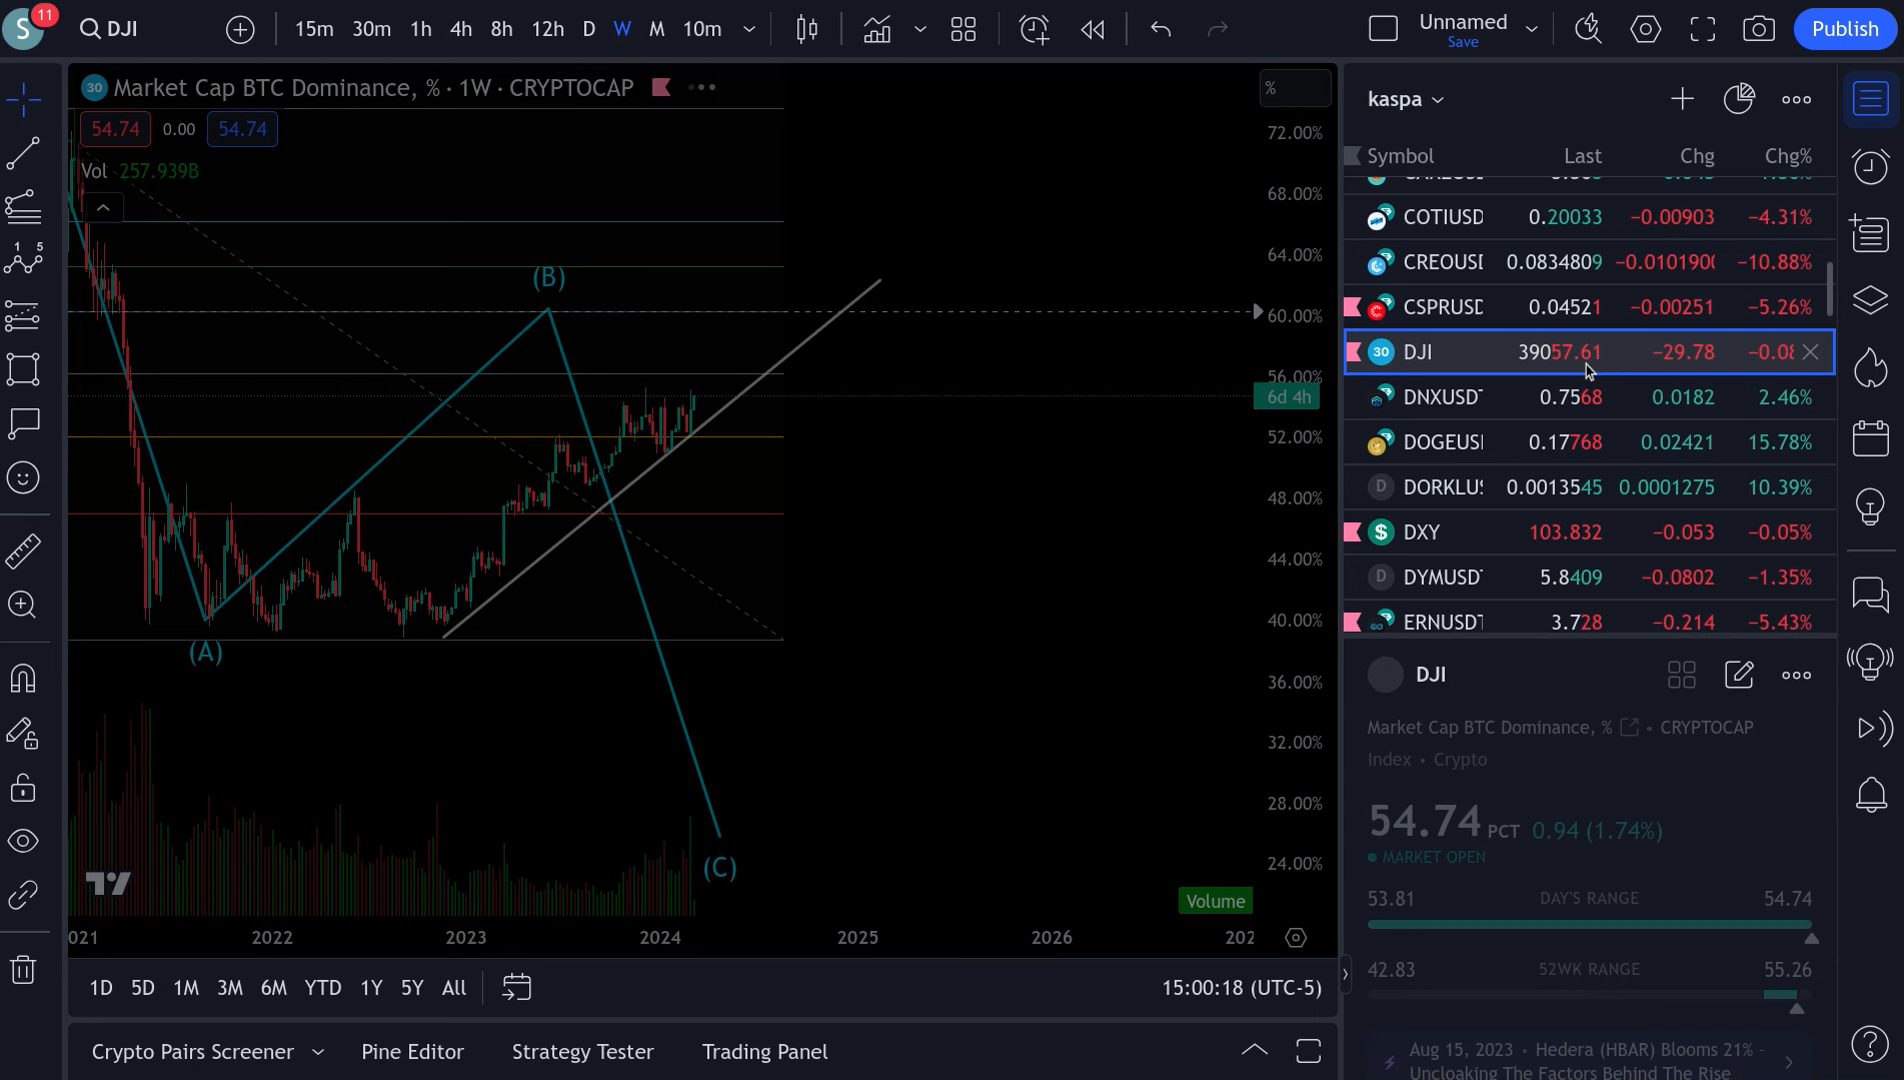 S 11 DJI 15m 30m 1h 4h 8h 12h D W M 10m Unnamed Publish
Save
30 Market Cap BTC Dominance, % · 1W · CRYPTOCAP
54.74 0.00 54.74
Vol 257.939B
%
72.00%
68.00%
64.00%
60.00%
56.00%
6d 4h
52.00%
48.00%
44.00%
40.00%
36.00%
32.00%
28.00%
24.00%
(B)
(A)
(C)
1 5
Volume
021 2022 2023 2024 2025 2026 202
1D 5D 1M 3M 6M YTD 1Y 5Y All 15:00:18 (UTC-5)
Crypto Pairs Screener Pine Editor Strategy Tester Trading Panel
kaspa
Symbol Last Chg Chg%
COTIUSD 0.20033 −0.00903 −4.31%
CREOUSD 0.0834809 −0.0101900 −10.88%
CSPRUSD 0.04521 −0.00251 −5.26%
30 DJI 39057.61 −29.78 −0.08
DNXUSDT 0.7568 0.0182 2.46%
DOGEUSI 0.17768 0.02421 15.78%
D DORKLUS 0.0013545 0.0001275 10.39%
$ DXY 103.832 −0.053 −0.05%
D DYMUSDT 5.8409 −0.0802 −1.35%
ERNUSDT 3.728 −0.214 −5.43%
DJI
Market Cap BTC Dominance, % • CRYPTOCAP
Index • Crypto
54.74 PCT 0.94 (1.74%)
MARKET OPEN
53.81 DAY'S RANGE 54.74
42.83 52WK RANGE 55.26
Aug 15, 2023 • Hedera (HBAR) Blooms 21% -
Uncloaking The Factors Behind The Rise